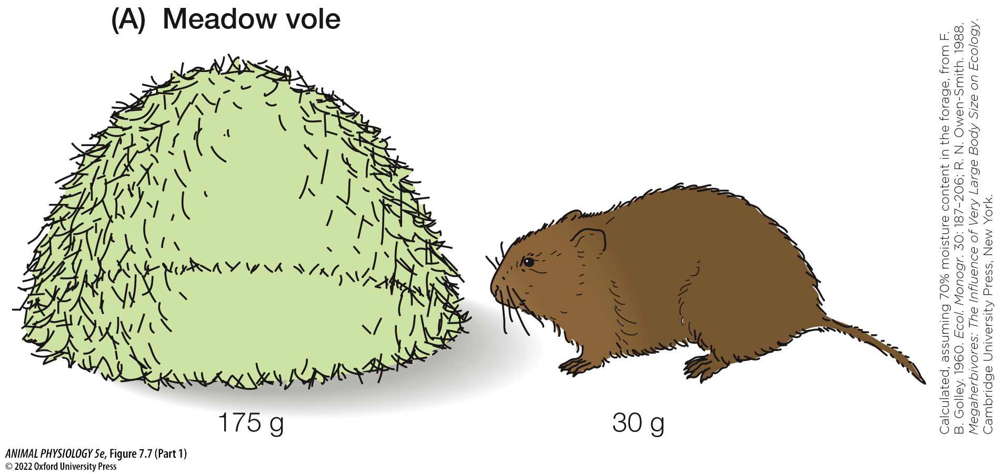 (A) Meadow vole
175 g
30 g
Calculated, assuming 70% moisture content in the forage, from F.
B. Golley. 1960. Ecol. Monogr. 30: 187–206; R. N. Owen-Smith. 1988.
Megaherbivores: The Influence of Very Large Body Size on Ecology.
Cambridge University Press, New York.
ANIMAL PHYSIOLOGY 5e, Figure 7.7 (Part 1)
© 2022 Oxford University Press